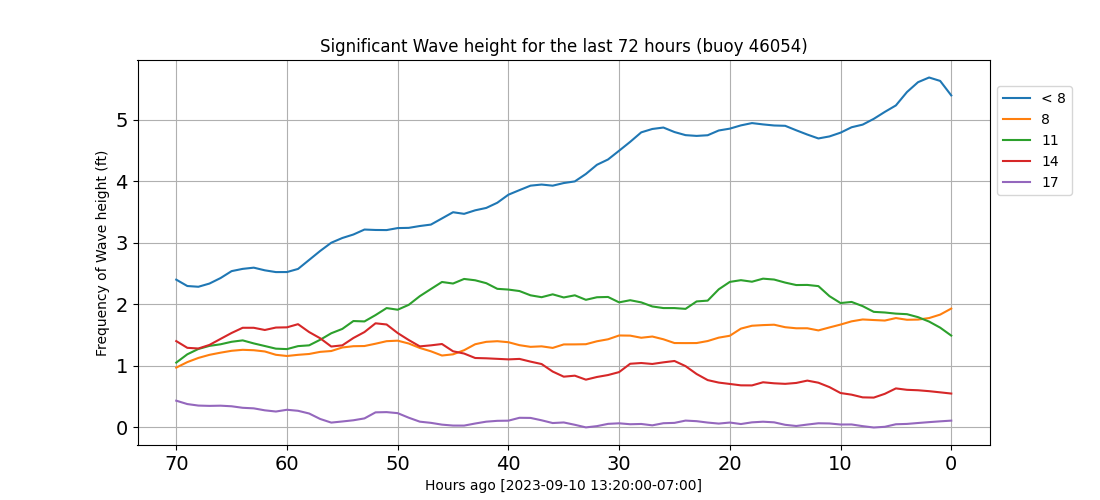 Significant Wave height for the last 72 hours (buoy 46054)
Frequency of Wave height (ft)
5
4
3
2
1
0
70 60 50 40 30 20 10 0
Hours ago [2023-09-10 13:20:00-07:00]
< 8
8
11
14
17